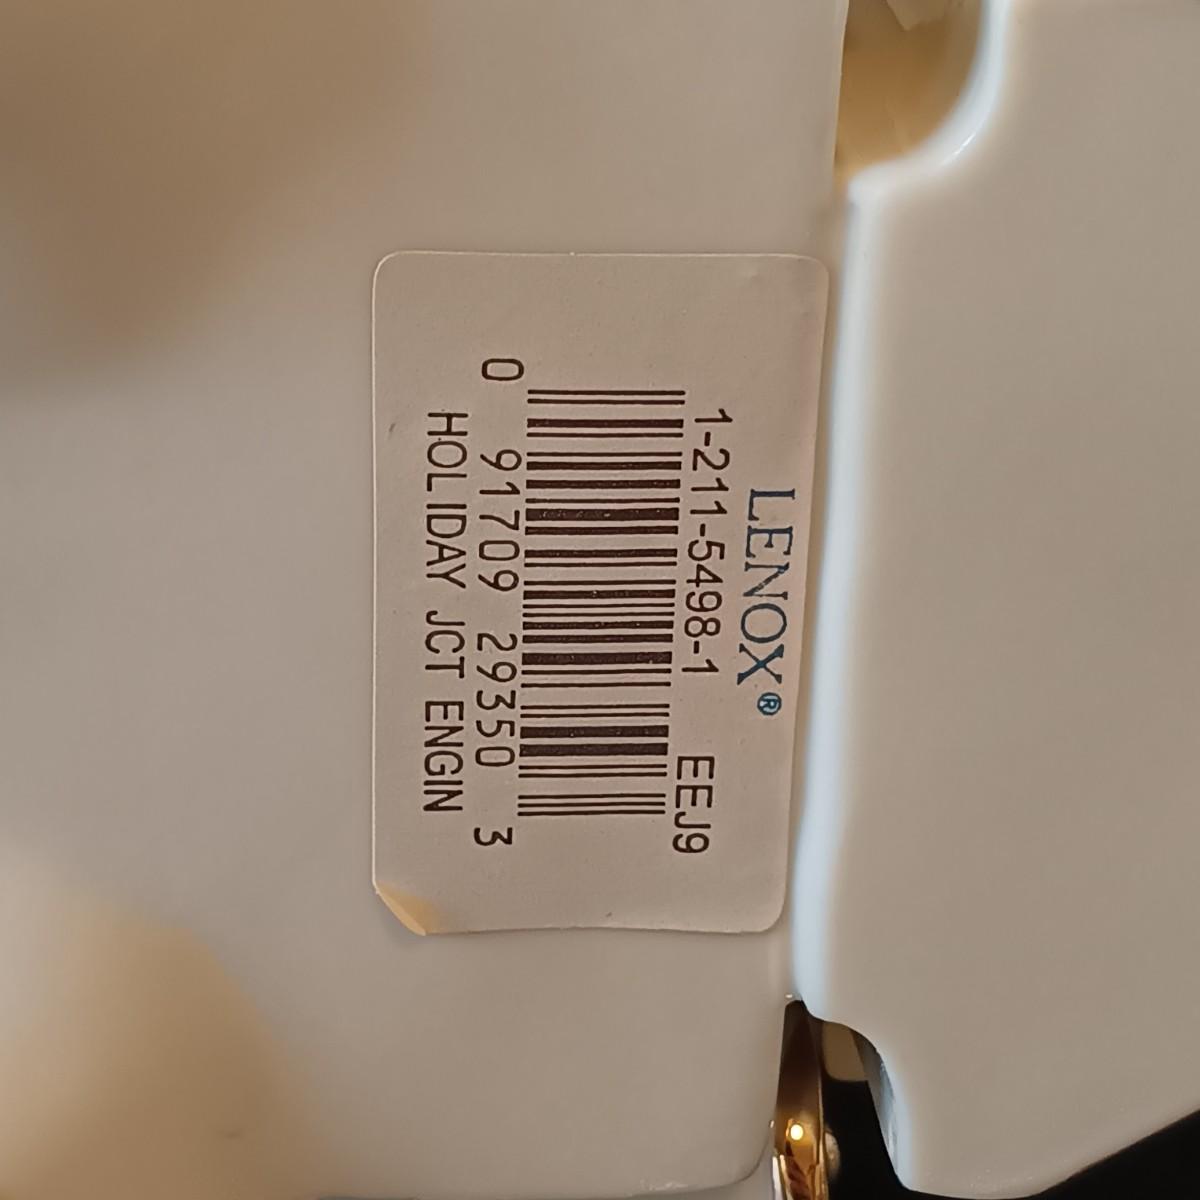 LENOX®
1-211-5498-1 EEJ9
0 91709 29350 3
HOLIDAY JCT ENGIN